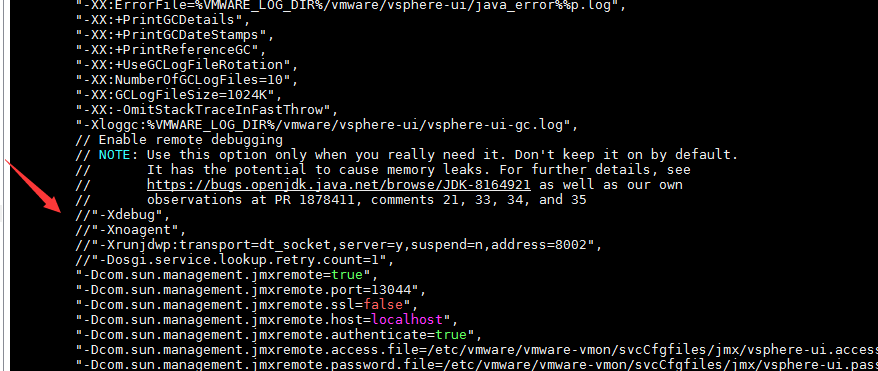 "-XX:ErrorFile=%VMWARE_LOG_DIR%/vmware/vsphere-ui/java_error%%p.log",
"-XX:+PrintGCDetails",
"-XX:+PrintGCDateStamps",
"-XX:+PrintReferenceGC",
"-XX:+UseGCLogFileRotation",
"-XX:NumberOfGCLogFiles=10",
"-XX:GCLogFileSize=1024K",
"-XX:-OmitStackTraceInFastThrow",
"-Xloggc:%VMWARE_LOG_DIR%/vmware/vsphere-ui/vsphere-ui-gc.log",
// Enable remote debugging
// NOTE: Use this option only when you really need it. Don't keep it on by default.
//       It has the potential to cause memory leaks. For further details, see
//       https://bugs.openjdk.java.net/browse/JDK-8164921 as well as our own
//       observations at PR 1878411, comments 21, 33, 34, and 35
//"-Xdebug",
//"-Xnoagent",
//"-Xrunjdwp:transport=dt_socket,server=y,suspend=n,address=8002",
//"-Dosgi.service.lookup.retry.count=1",
"-Dcom.sun.management.jmxremote=true",
"-Dcom.sun.management.jmxremote.port=13044",
"-Dcom.sun.management.jmxremote.ssl=false",
"-Dcom.sun.management.jmxremote.host=localhost",
"-Dcom.sun.management.jmxremote.authenticate=true",
"-Dcom.sun.management.jmxremote.access.file=/etc/vmware/vmware-vmon/svcCfgfiles/jmx/vsphere-ui.access
"-Dcom.sun.management.jmxremote.password.file=/etc/vmware/vmware-vmon/svcCfgfiles/jmx/vsphere-ui.pass